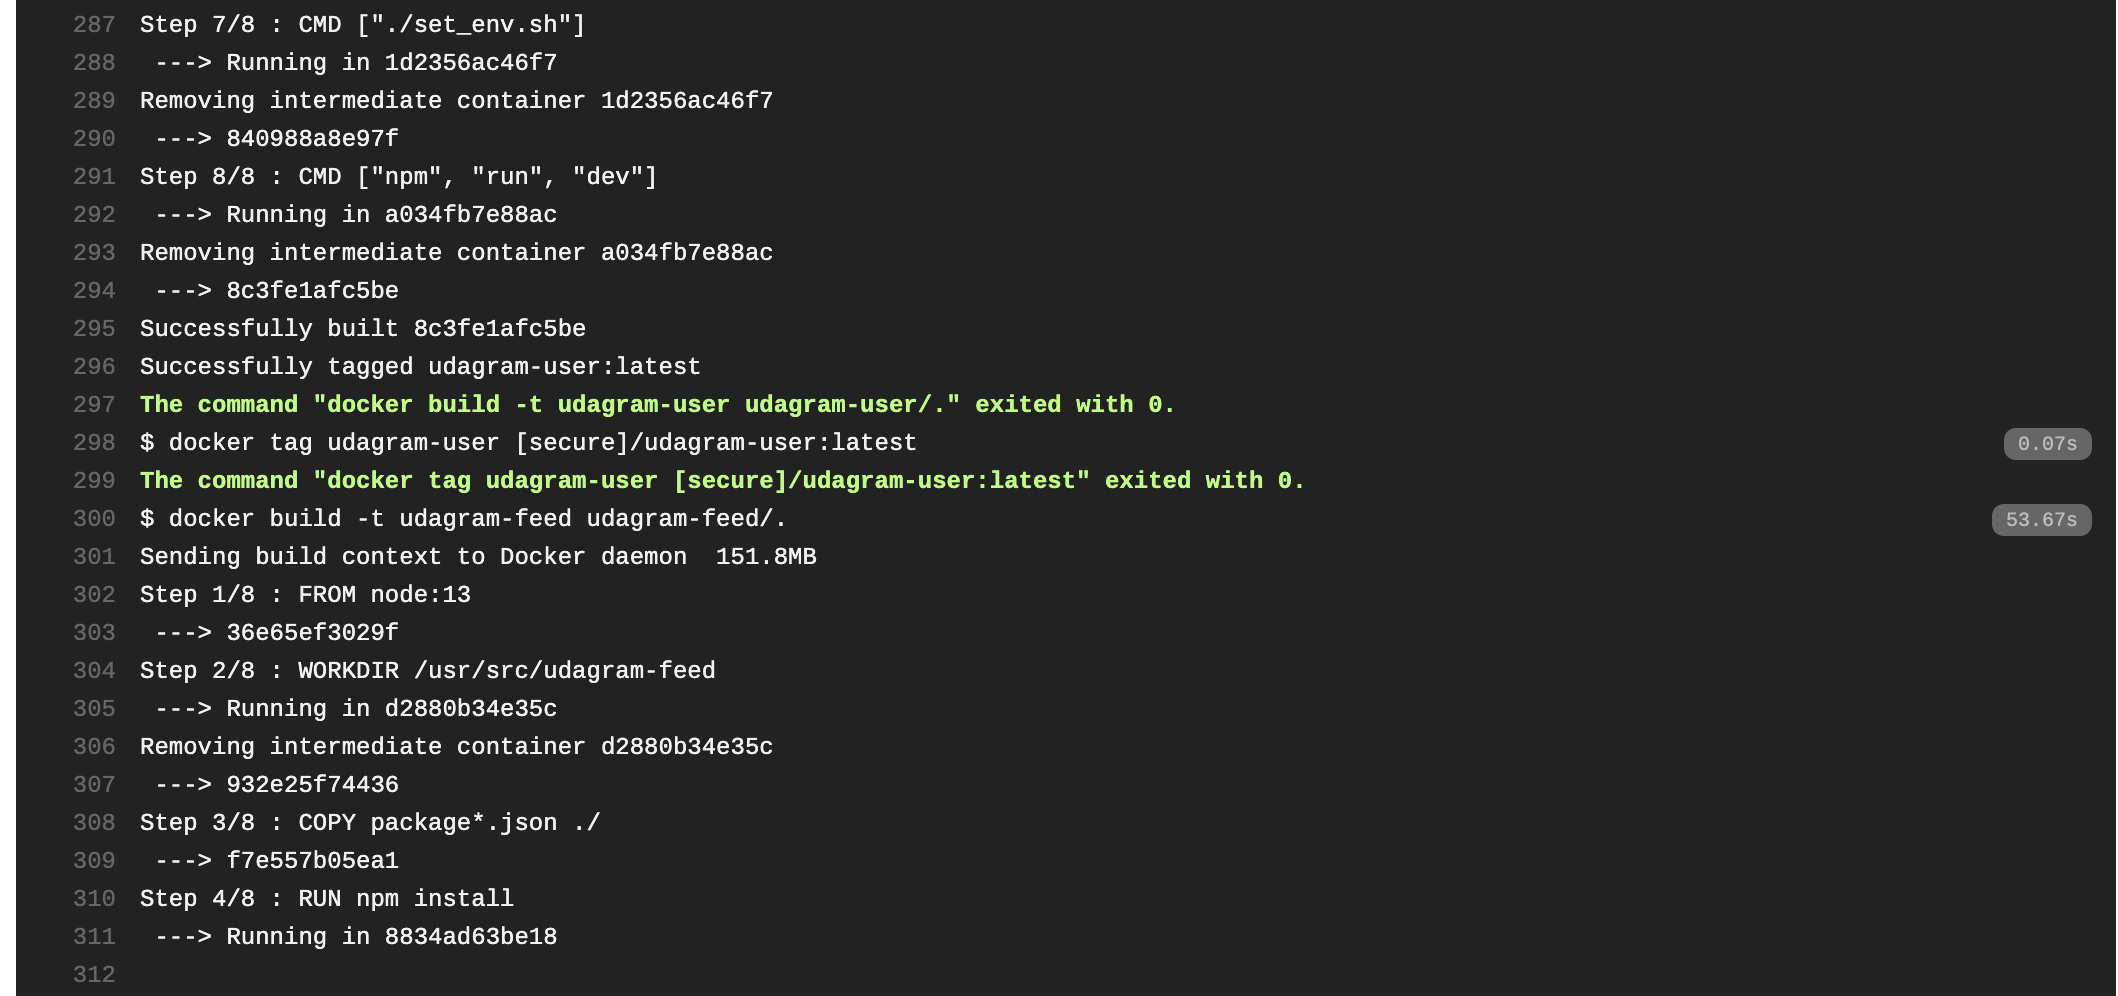 287 Step 7/8 : CMD ["./set_env.sh"]
288 ---> Running in 1d2356ac46f7
289 Removing intermediate container 1d2356ac46f7
290 ---> 840988a8e97f
291 Step 8/8 : CMD ["npm", "run", "dev"]
292 ---> Running in a034fb7e88ac
293 Removing intermediate container a034fb7e88ac
294 ---> 8c3fe1afc5be
295 Successfully built 8c3fe1afc5be
296 Successfully tagged udagram-user:latest
297 The command "docker build -t udagram-user udagram-user/." exited with 0.
298 $ docker tag udagram-user [secure]/udagram-user:latest 0.07s
299 The command "docker tag udagram-user [secure]/udagram-user:latest" exited with 0.
300 $ docker build -t udagram-feed udagram-feed/. 53.67s
301 Sending build context to Docker daemon  151.8MB
302 Step 1/8 : FROM node:13
303 ---> 36e65ef3029f
304 Step 2/8 : WORKDIR /usr/src/udagram-feed
305 ---> Running in d2880b34e35c
306 Removing intermediate container d2880b34e35c
307 ---> 932e25f74436
308 Step 3/8 : COPY package*.json ./
309 ---> f7e557b05ea1
310 Step 4/8 : RUN npm install
311 ---> Running in 8834ad63be18
312